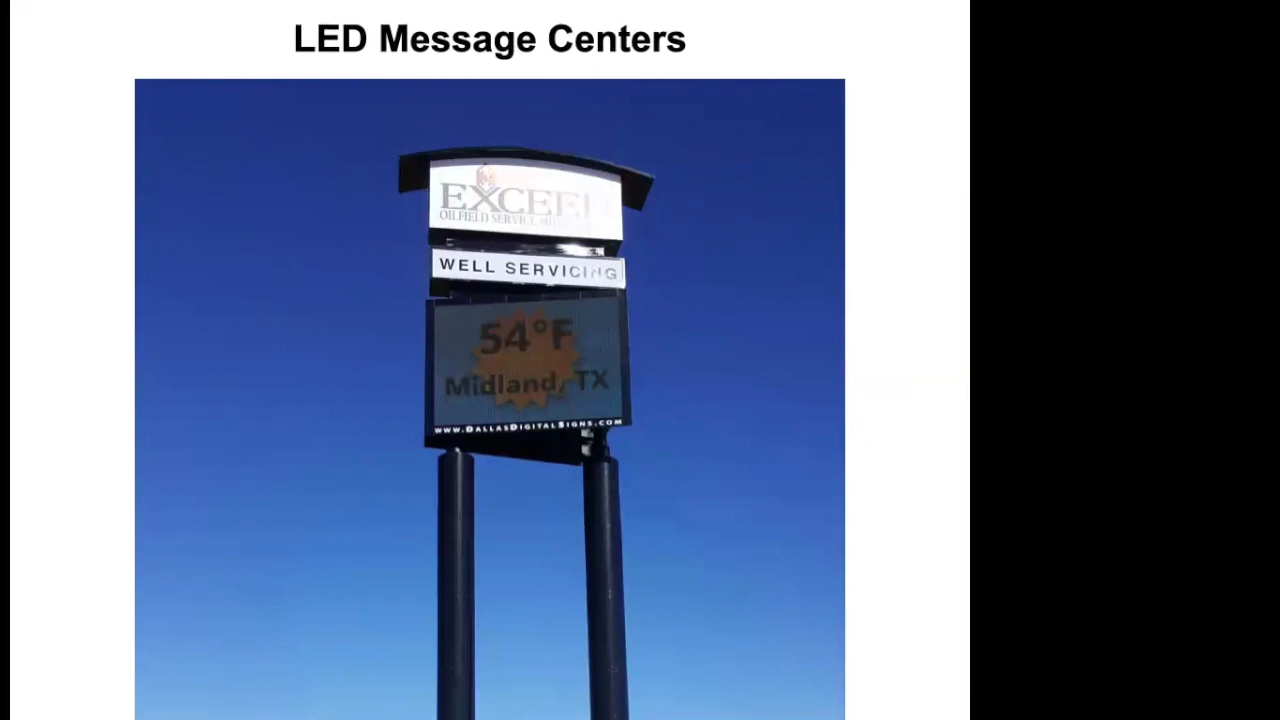 LED Message Centers
EXCEED
OILFIELD SERVICE
WELL SERVICING
54°F
Midland, TX
www.DallasDigitalSigns.com